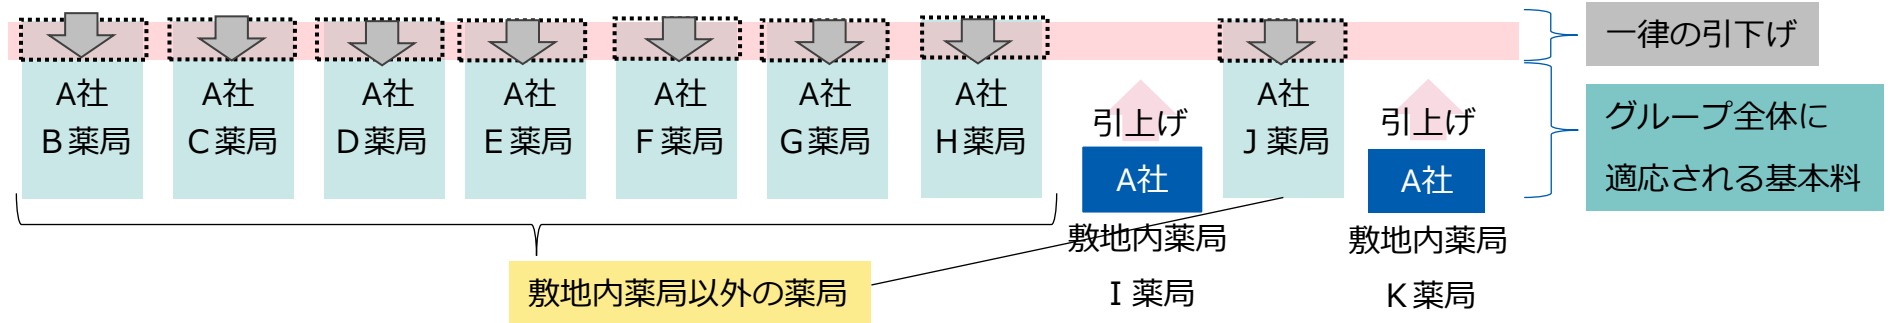 一律の引下げ
A社
B薬局
A社
C薬局
A社
D薬局
A社
E薬局
A社
F薬局
A社
G薬局
A社
H薬局
引上げ
A社
敷地内薬局
I薬局
A社
J薬局
引上げ
A社
敷地内薬局
K薬局
グループ全体に
適応される基本料
敷地内薬局以外の薬局